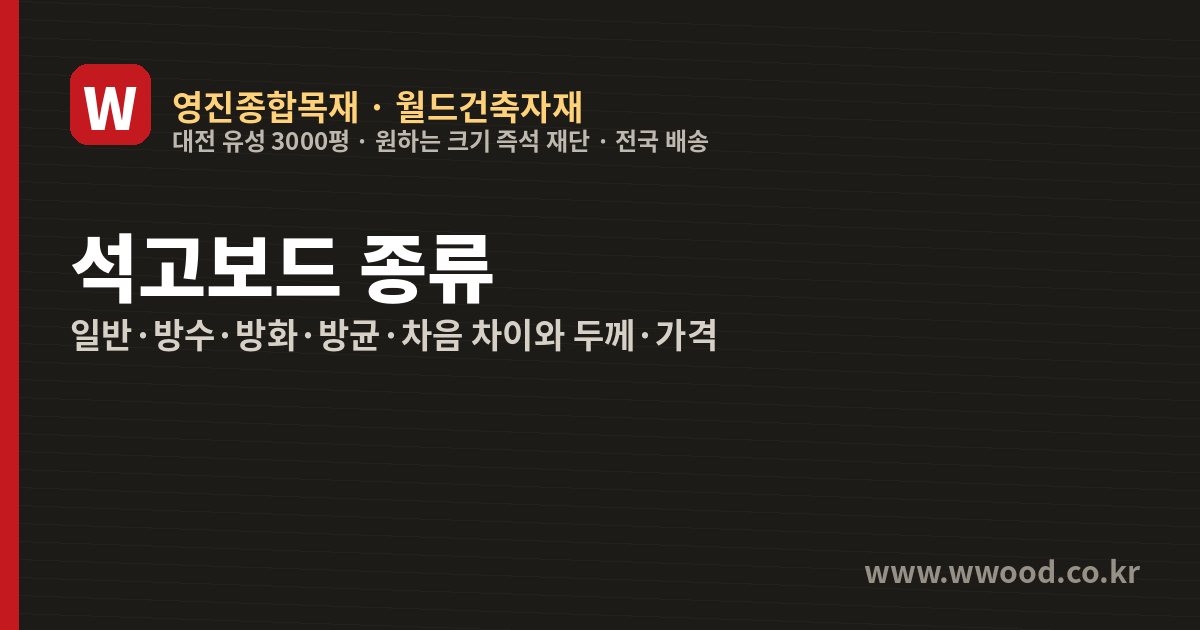 W
영진종합목재 · 월드건축자재
대전 유성 3000평 · 원하는 크기 즉석 재단 · 전국 배송
석고보드 종류
일반·방수·방화·방균·차음 차이와 두께·가격
www.wwood.co.kr